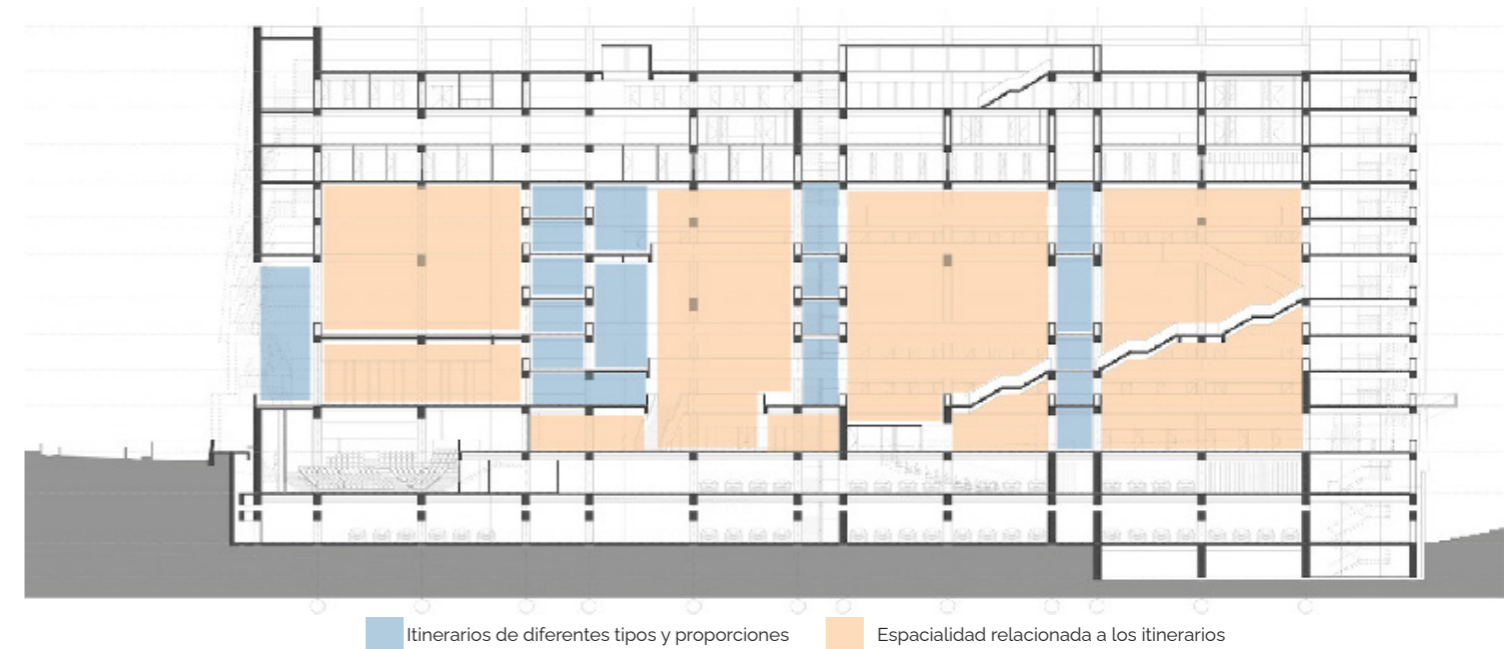 Itinerarios de diferentes tipos y proporciones
Espacialidad relacionada a los itinerarios